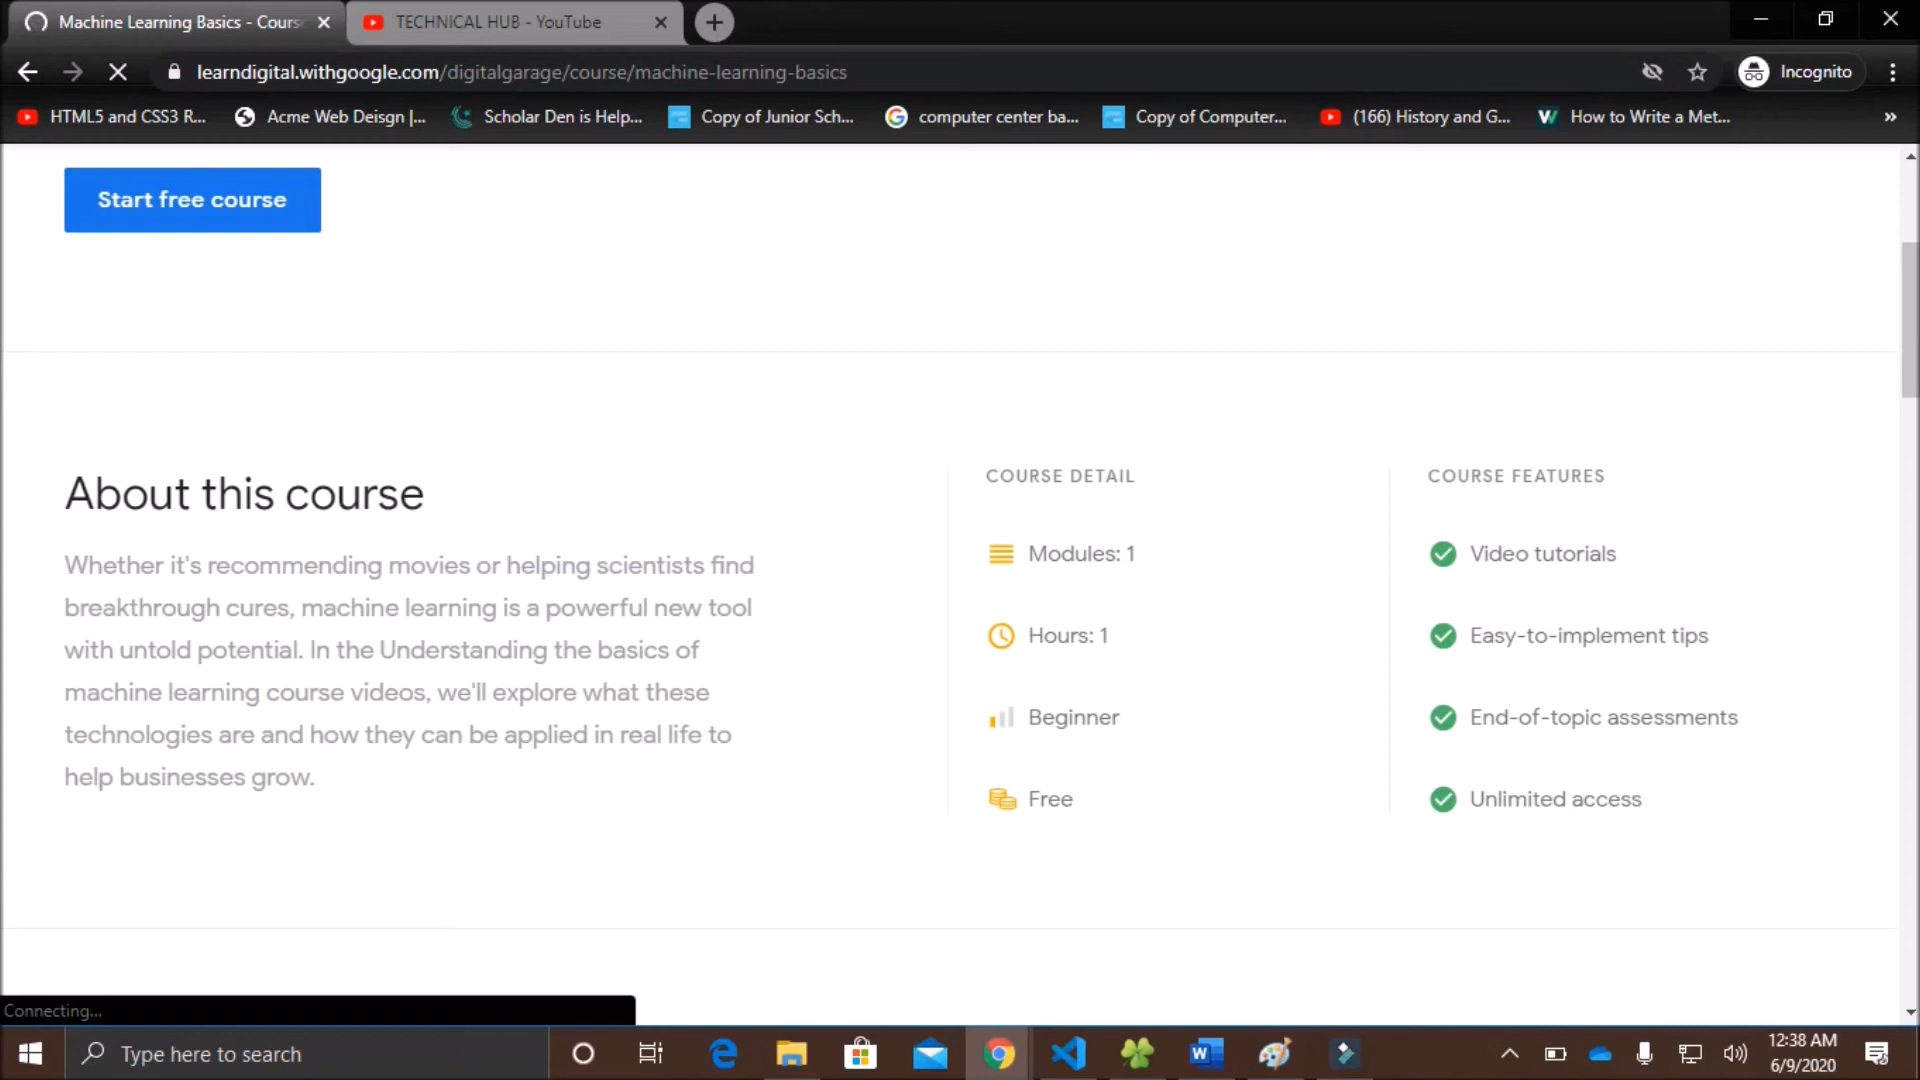 Machine Learning Basics - Cours
TECHNICAL HUB - YouTube
learndigital.withgoogle.com/digitalgarage/course/machine-learning-basics
Incognito
HTML5 and CSS3 R...
Acme Web Deisgn |...
Scholar Den is Help...
Copy of Junior Sch...
computer center ba...
Copy of Computer...
(166) History and G...
How to Write a Met...
»
Start free course
About this course
Whether it's recommending movies or helping scientists find
breakthrough cures, machine learning is a powerful new tool
with untold potential. In the Understanding the basics of
machine learning course videos, we'll explore what these
technologies are and how they can be applied in real life to
help businesses grow.
COURSE DETAIL
Modules: 1
Hours: 1
Beginner
Free
COURSE FEATURES
Video tutorials
Easy-to-implement tips
End-of-topic assessments
Unlimited access
Connecting...
Type here to search
12:38 AM
6/9/2020